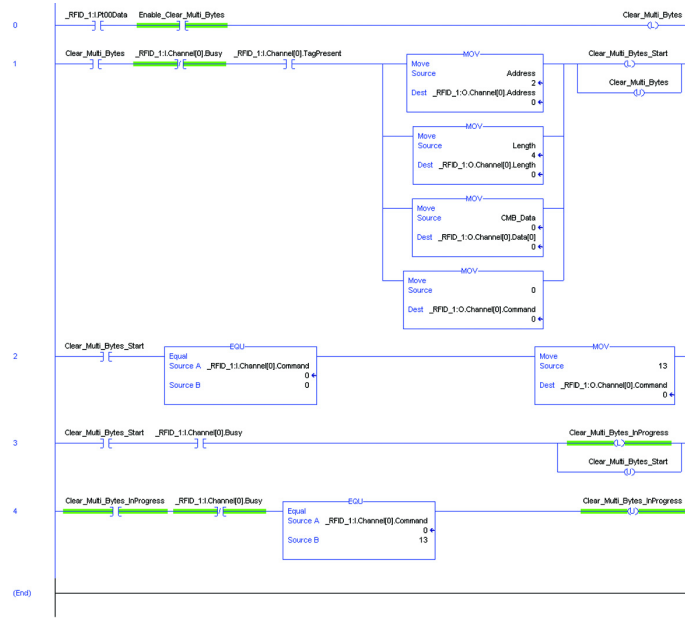 _RFID_1:I.Pt00Data Enable_Clear_Multi_Bytes Clear_Multi_Bytes
0 (L)
Clear_Multi_Bytes _RFID_1:I.Channel[0].Busy _RFID_1:I.Channel[0].TagPresent MOV Clear_Multi_Bytes_Start
1 Move (L)
Source Address
2 Clear_Multi_Bytes
Dest _RFID_1:O.Channel[0].Address (U)
0
MOV
Move
Source Length
4
Dest _RFID_1:O.Channel[0].Length
0
MOV
Move
Source CMB_Data
0
Dest _RFID_1:O.Channel[0].Data[0]
0
MOV
Move
Source 0
Dest _RFID_1:O.Channel[0].Command
0
Clear_Multi_Bytes_Start EQU MOV
2 Equal Move
Source A _RFID_1:I.Channel[0].Command Source 13
0
Source B 0 Dest _RFID_1:O.Channel[0].Command
0
Clear_Multi_Bytes_Start _RFID_1:I.Channel[0].Busy Clear_Multi_Bytes_InProgress
3 (L)
Clear_Multi_Bytes_Start
(U)
Clear_Multi_Bytes_InProgress _RFID_1:I.Channel[0].Busy EQU Clear_Multi_Bytes_InProgress
4 Equal (U)
Source A _RFID_1:I.Channel[0].Command
0
Source B 13
(End)